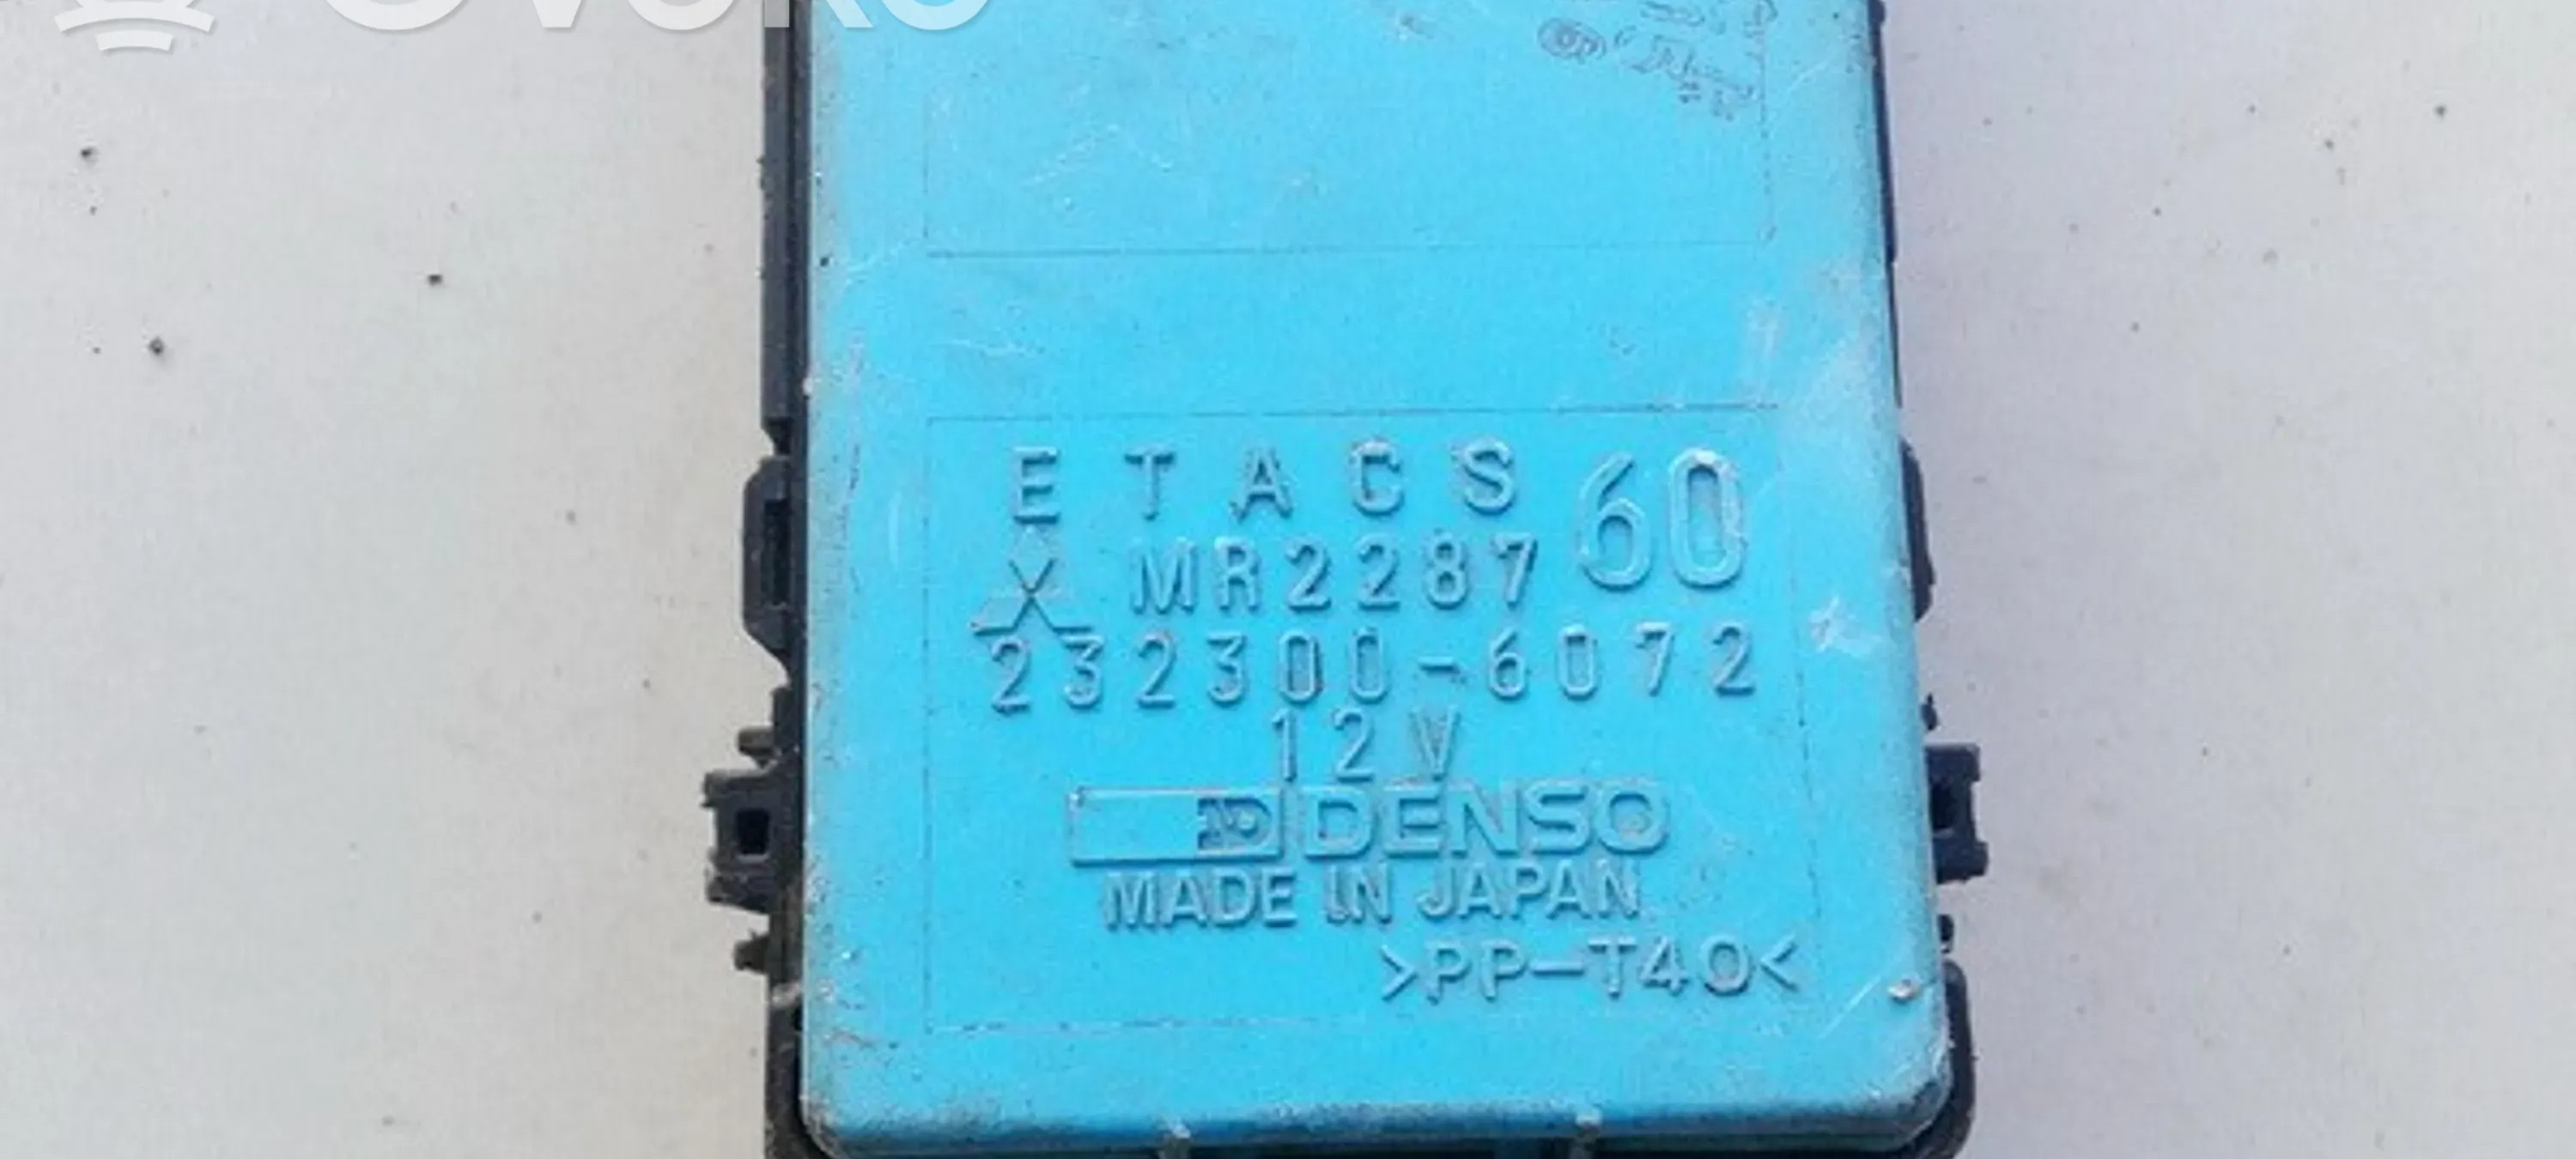 ETACS 60
MR2287
232300-6072
12V
DENSO
MADE IN JAPAN
>PP-T40<